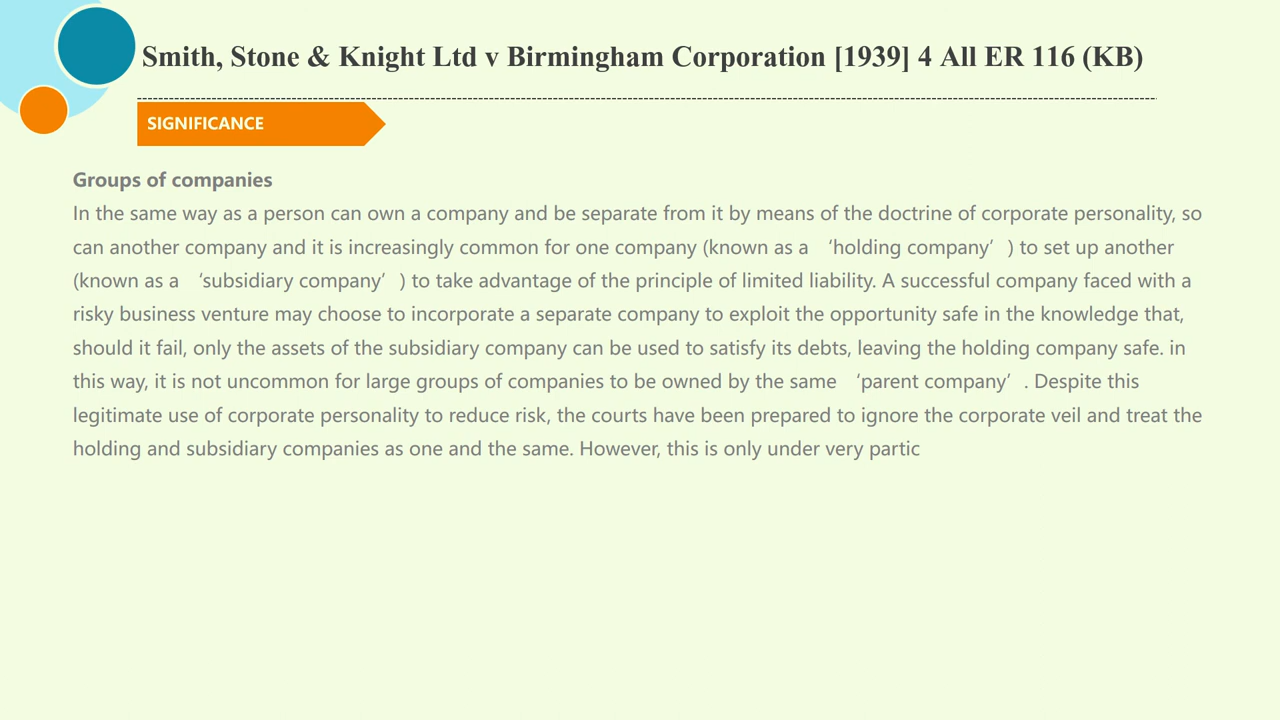 Smith, Stone & Knight Ltd v Birmingham Corporation [1939] 4 All ER 116 (KB)
SIGNIFICANCE
Groups of companies
In the same way as a person can own a company and be separate from it by means of the doctrine of corporate personality, so
can another company and it is increasingly common for one company (known as a ‘holding company’ ) to set up another
(known as a ‘subsidiary company’ ) to take advantage of the principle of limited liability. A successful company faced with a
risky business venture may choose to incorporate a separate company to exploit the opportunity safe in the knowledge that,
should it fail, only the assets of the subsidiary company can be used to satisfy its debts, leaving the holding company safe. in
this way, it is not uncommon for large groups of companies to be owned by the same ‘parent company’ . Despite this
legitimate use of corporate personality to reduce risk, the courts have been prepared to ignore the corporate veil and treat the
holding and subsidiary companies as one and the same. However, this is only under very partic